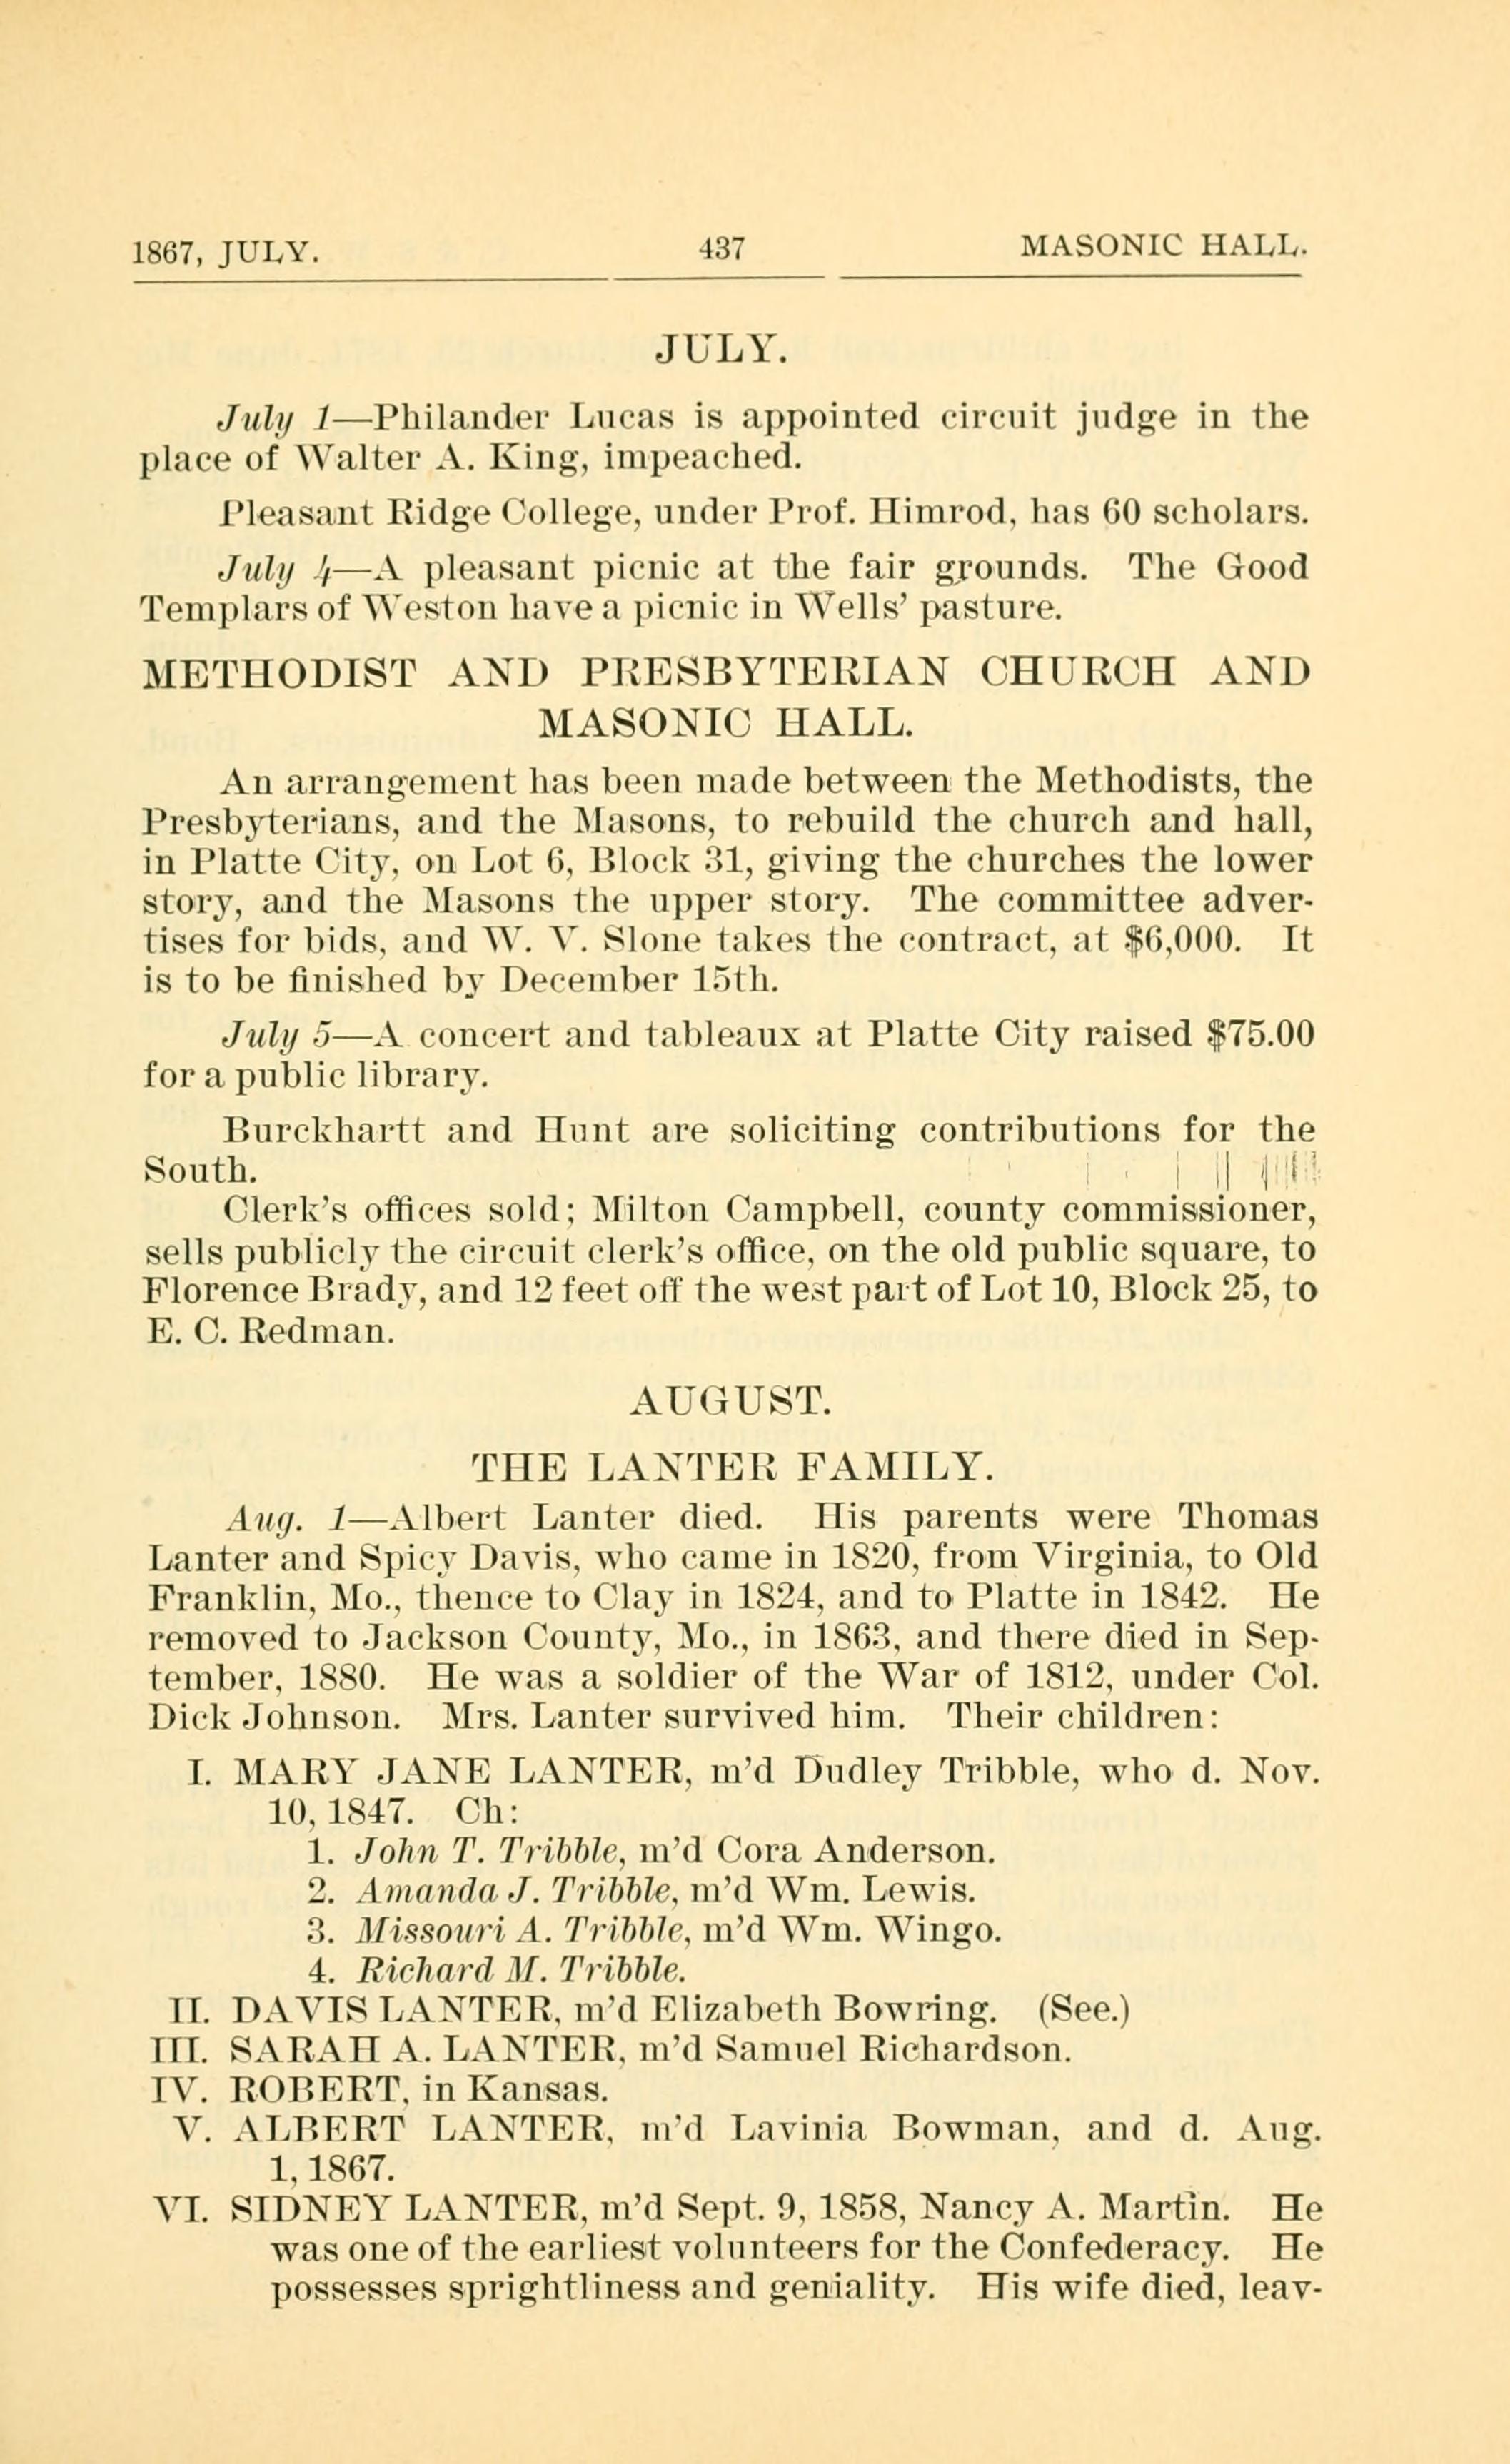 1867, JULY. 437 MASONIC HALL.
JULY.
July 1—Philander Lucas is appointed circuit judge in the
place of Walter A. King, impeached.
Pleasant Ridge College, under Prof. Himrod, has 60 scholars.
July 4—A pleasant picnic at the fair grounds. The Good
Templars of Weston have a picnic in Wells' pasture.
METHODIST AND PRESBYTERIAN CHURCH AND
MASONIC HALL.
An arrangement has been made between the Methodists, the
Presbyterians, and the Masons, to rebuild the church and hall,
in Platte City, on Lot 6, Block 31, giving the churches the lower
story, and the Masons the upper story. The committee adver-
tises for bids, and W. V. Slone takes the contract, at $6,000. It
is to be finished by December 15th.
July 5—A concert and tableaux at Platte City raised $75.00
for a public library.
Burckhartt and Hunt are soliciting contributions for the
South.
Clerk's offices sold; Milton Campbell, county commissioner,
sells publicly the circuit clerk's office, on the old public square, to
Florence Brady, and 12 feet off the west part of Lot 10, Block 25, to
E. C. Redman.
AUGUST.
THE LANTER FAMILY.
Aug. 1—Albert Lanter died. His parents were Thomas
Lanter and Spicy Davis, who came in 1820, from Virginia, to Old
Franklin, Mo., thence to Clay in 1824, and to Platte in 1842. He
removed to Jackson County, Mo., in 1863, and there died in Sep-
tember, 1880. He was a soldier of the War of 1812, under Col.
Dick Johnson. Mrs. Lanter survived him. Their children:
I. MARY JANE LANTER, m'd Dudley Tribble, who d. Nov.
10, 1847. Ch:
1. John T. Tribble, m'd Cora Anderson.
2. Amanda J. Tribble, m'd Wm. Lewis.
3. Missouri A. Tribble, m'd Wm. Wingo.
4. Richard M. Tribble.
II. DAVIS LANTER, m'd Elizabeth Bowring. (See.)
III. SARAH A. LANTER, m'd Samuel Richardson.
IV. ROBERT, in Kansas.
V. ALBERT LANTER, m'd Lavinia Bowman, and d. Aug.
1, 1867.
VI. SIDNEY LANTER, m'd Sept. 9, 1858, Nancy A. Martin. He
was one of the earliest volunteers for the Confederacy. He
possesses sprightliness and geniality. His wife died, leav-